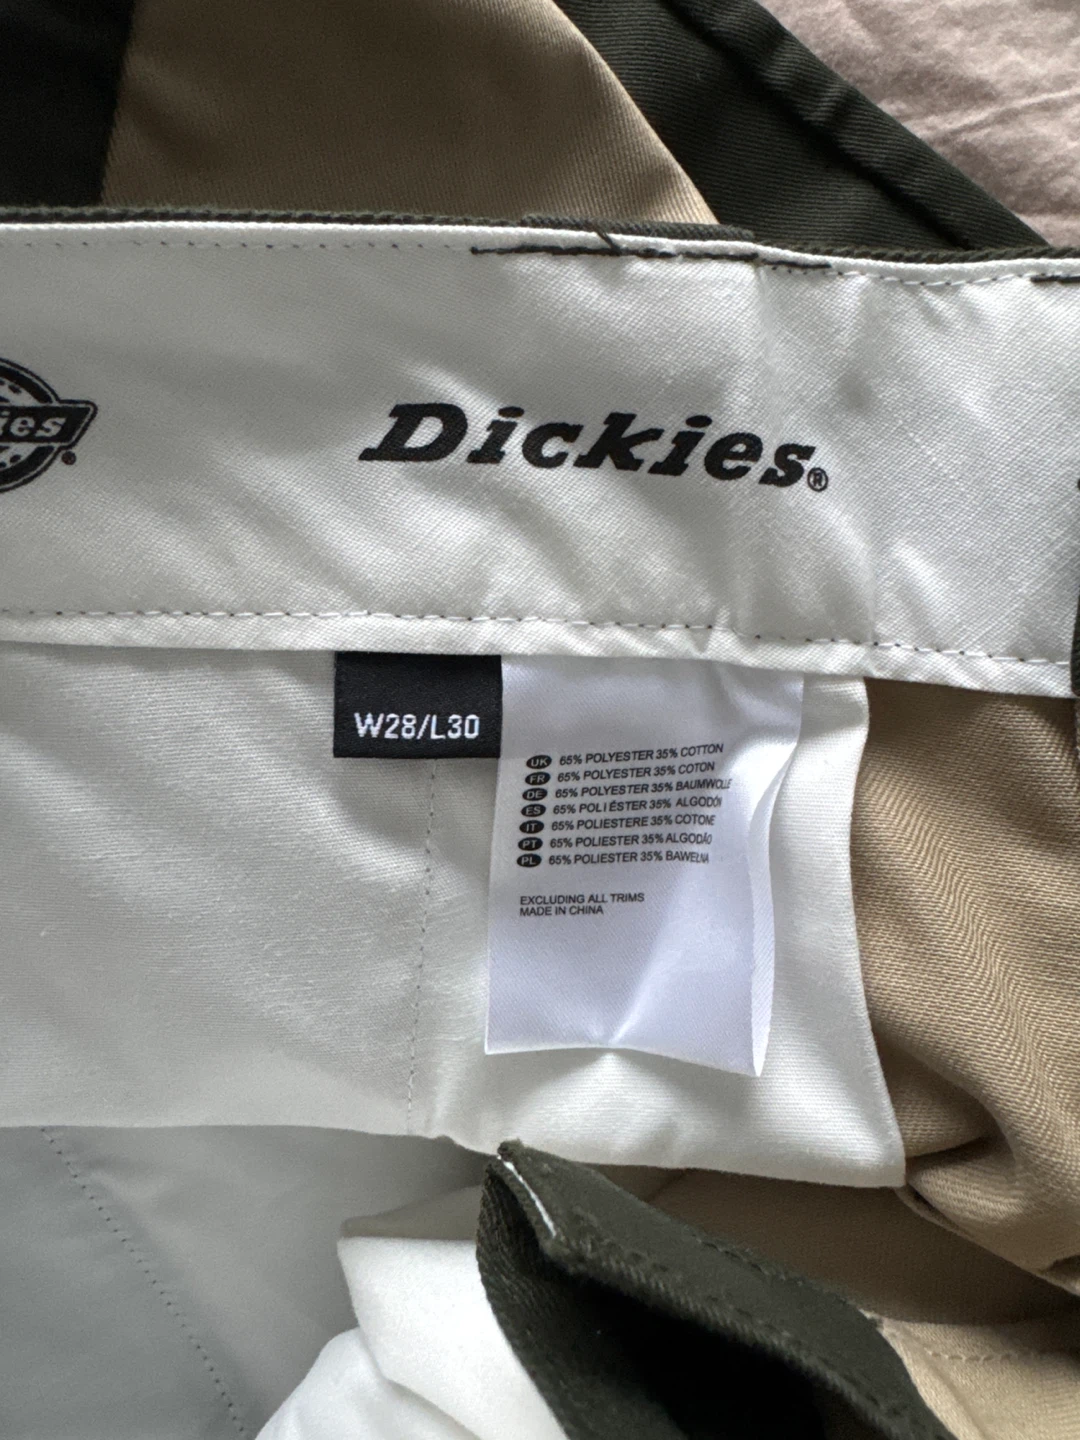 ies
Dickies®
W28/L30
UK 65% POLYESTER 35% COTTON
FR 65% POLYESTER 35% COTON
DE 65% POLYESTER 35% BAUMWOLLE
ES 65% POLIÉSTER 35% ALGODÓN
IT 65% POLIESTERE 35% COTONE
PT 65% POLIESTER 35% ALGODÃO
PL 65% POLIESTER 35% BAWEŁNA
EXCLUDING ALL TRIMS
MADE IN CHINA